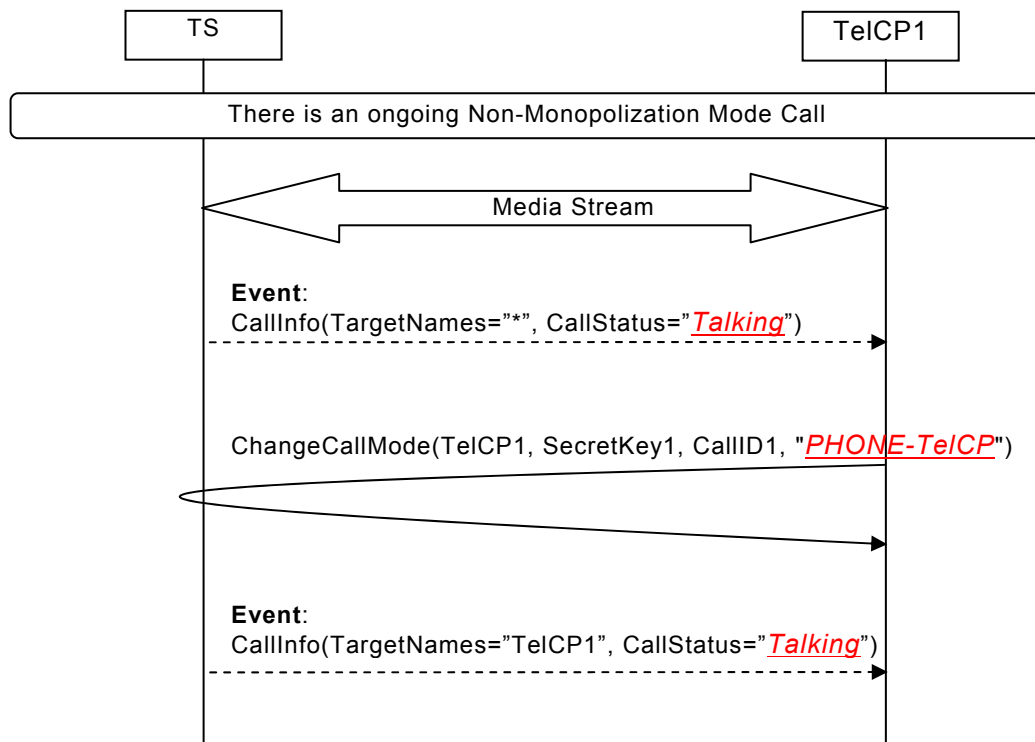 TS
TelCP1
There is an ongoing Non-Monopolization Mode Call
Media Stream
Event:
CallInfo(TargetNames=”*”, CallStatus=”Talking”)
ChangeCallMode(TelCP1, SecretKey1, CallID1, "PHONE-TelCP")
Event:
CallInfo(TargetNames=”TelCP1”, CallStatus=”Talking”)